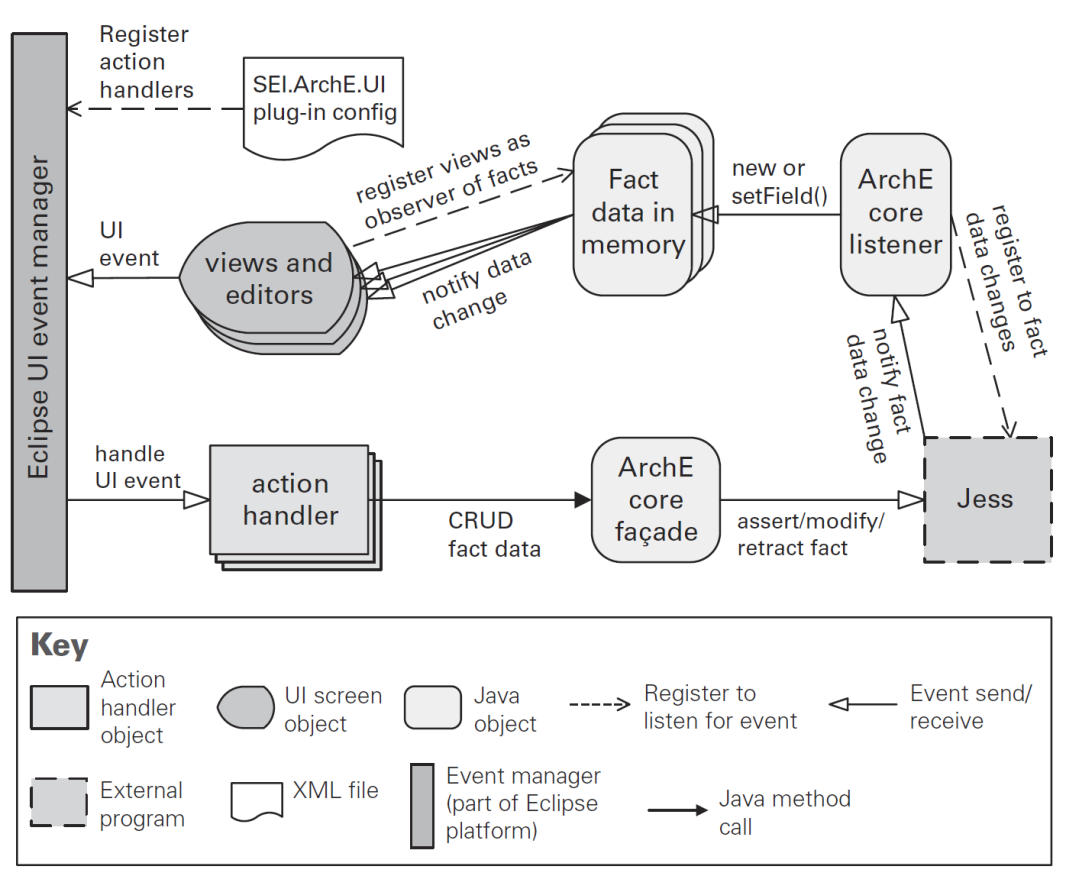 Register
action
handlers
SEI.ArchE.UI
plug-in config
Eclipse UI event manager
register views as
observer of facts
Fact
data in
memory
new or
setField()
ArchE
core
listener
register to fact
data changes
UI
event
views and
editors
notify data
change
notify fact
data change
handle
UI event
action
handler
CRUD
fact data
ArchE
core
façade
assert/modify/
retract fact
Jess
Key
Action
handler
object
UI screen
object
Java
object
Register to
listen for event
Event send/
receive
External
program
XML file
Event manager
(part of Eclipse
platform)
Java method
call